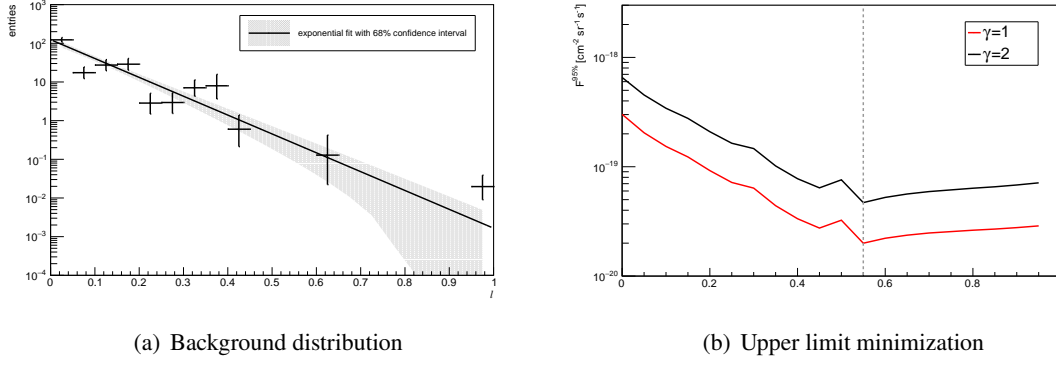 entries
10³
10²
10
1
10⁻¹
10⁻²
10⁻³
10⁻⁴
0 0.1 0.2 0.3 0.4 0.5 0.6 0.7 0.8 0.9 1
l
exponential fit with 68% confidence interval
(a) Background distribution
F⁹⁵% [cm⁻² sr⁻¹ s⁻¹]
10⁻¹⁸
10⁻¹⁹
10⁻²⁰
0 0.2 0.4 0.6 0.8
γ=1
γ=2
(b) Upper limit minimization